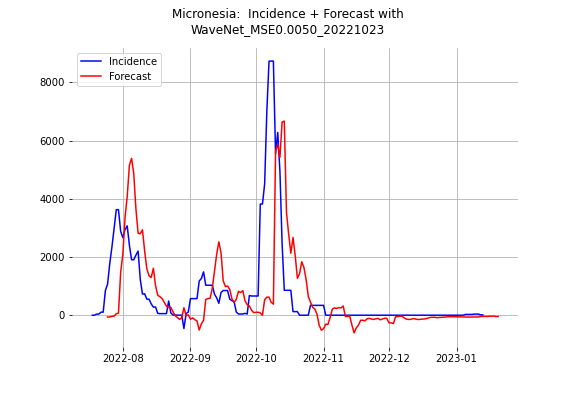 Micronesia:  Incidence + Forecast with
WaveNet_MSE0.0050_20221023
Incidence
Forecast
8000
6000
4000
2000
0
2022-08
2022-09
2022-10
2022-11
2022-12
2023-01